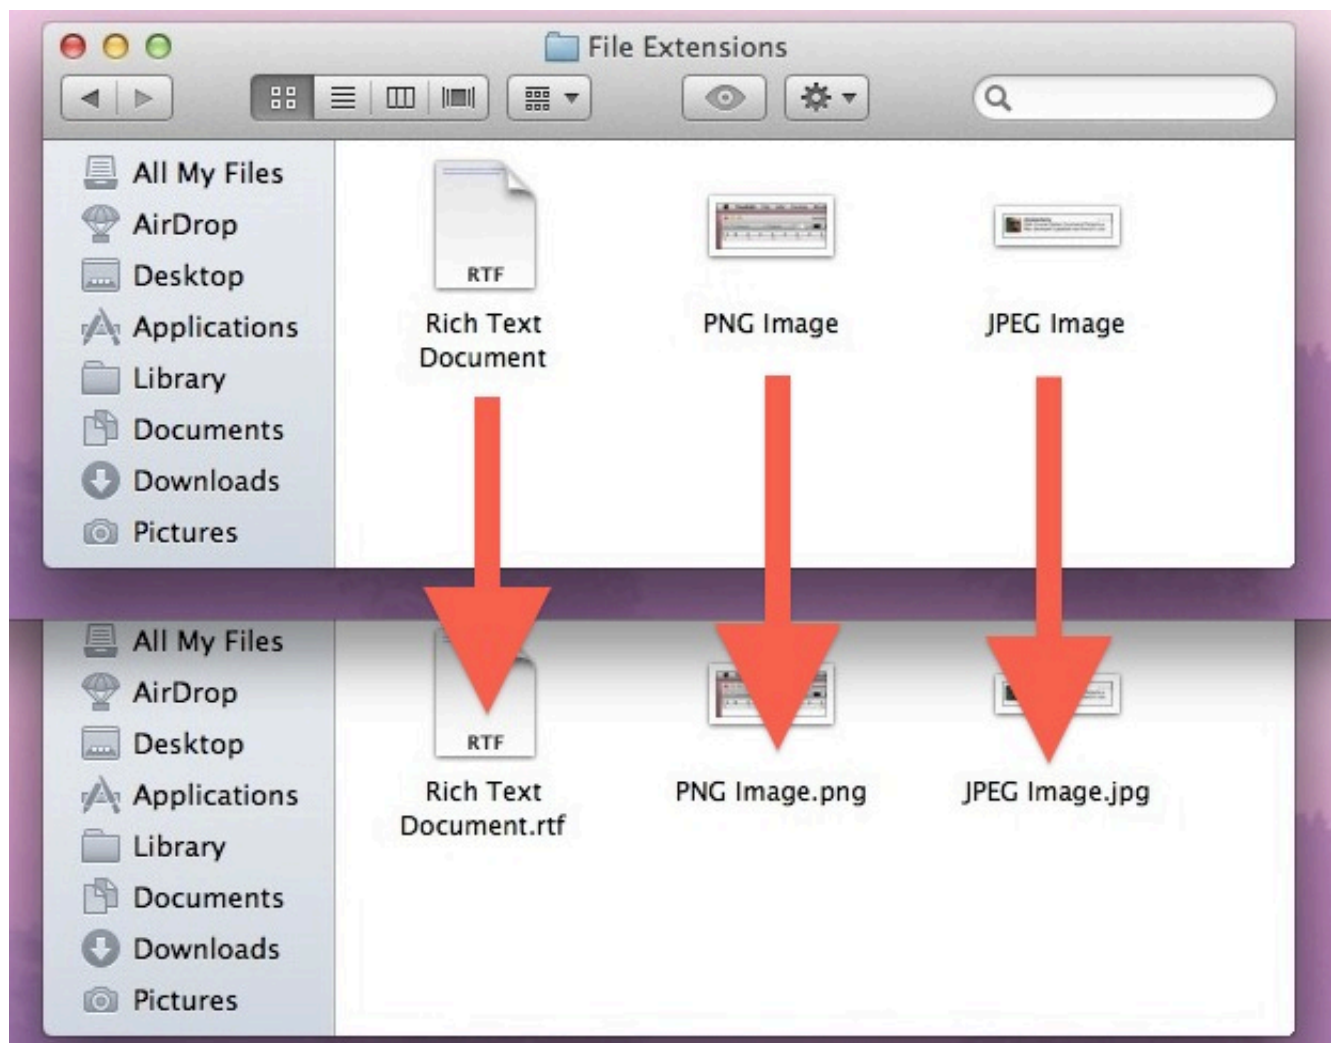 File Extensions
All My Files
AirDrop
Desktop
Applications
Library
Documents
Downloads
Pictures
RTF
Rich Text
Document
PNG Image
JPEG Image
All My Files
AirDrop
Desktop
Applications
Library
Documents
Downloads
Pictures
RTF
Rich Text
Document.rtf
PNG Image.png
JPEG Image.jpg